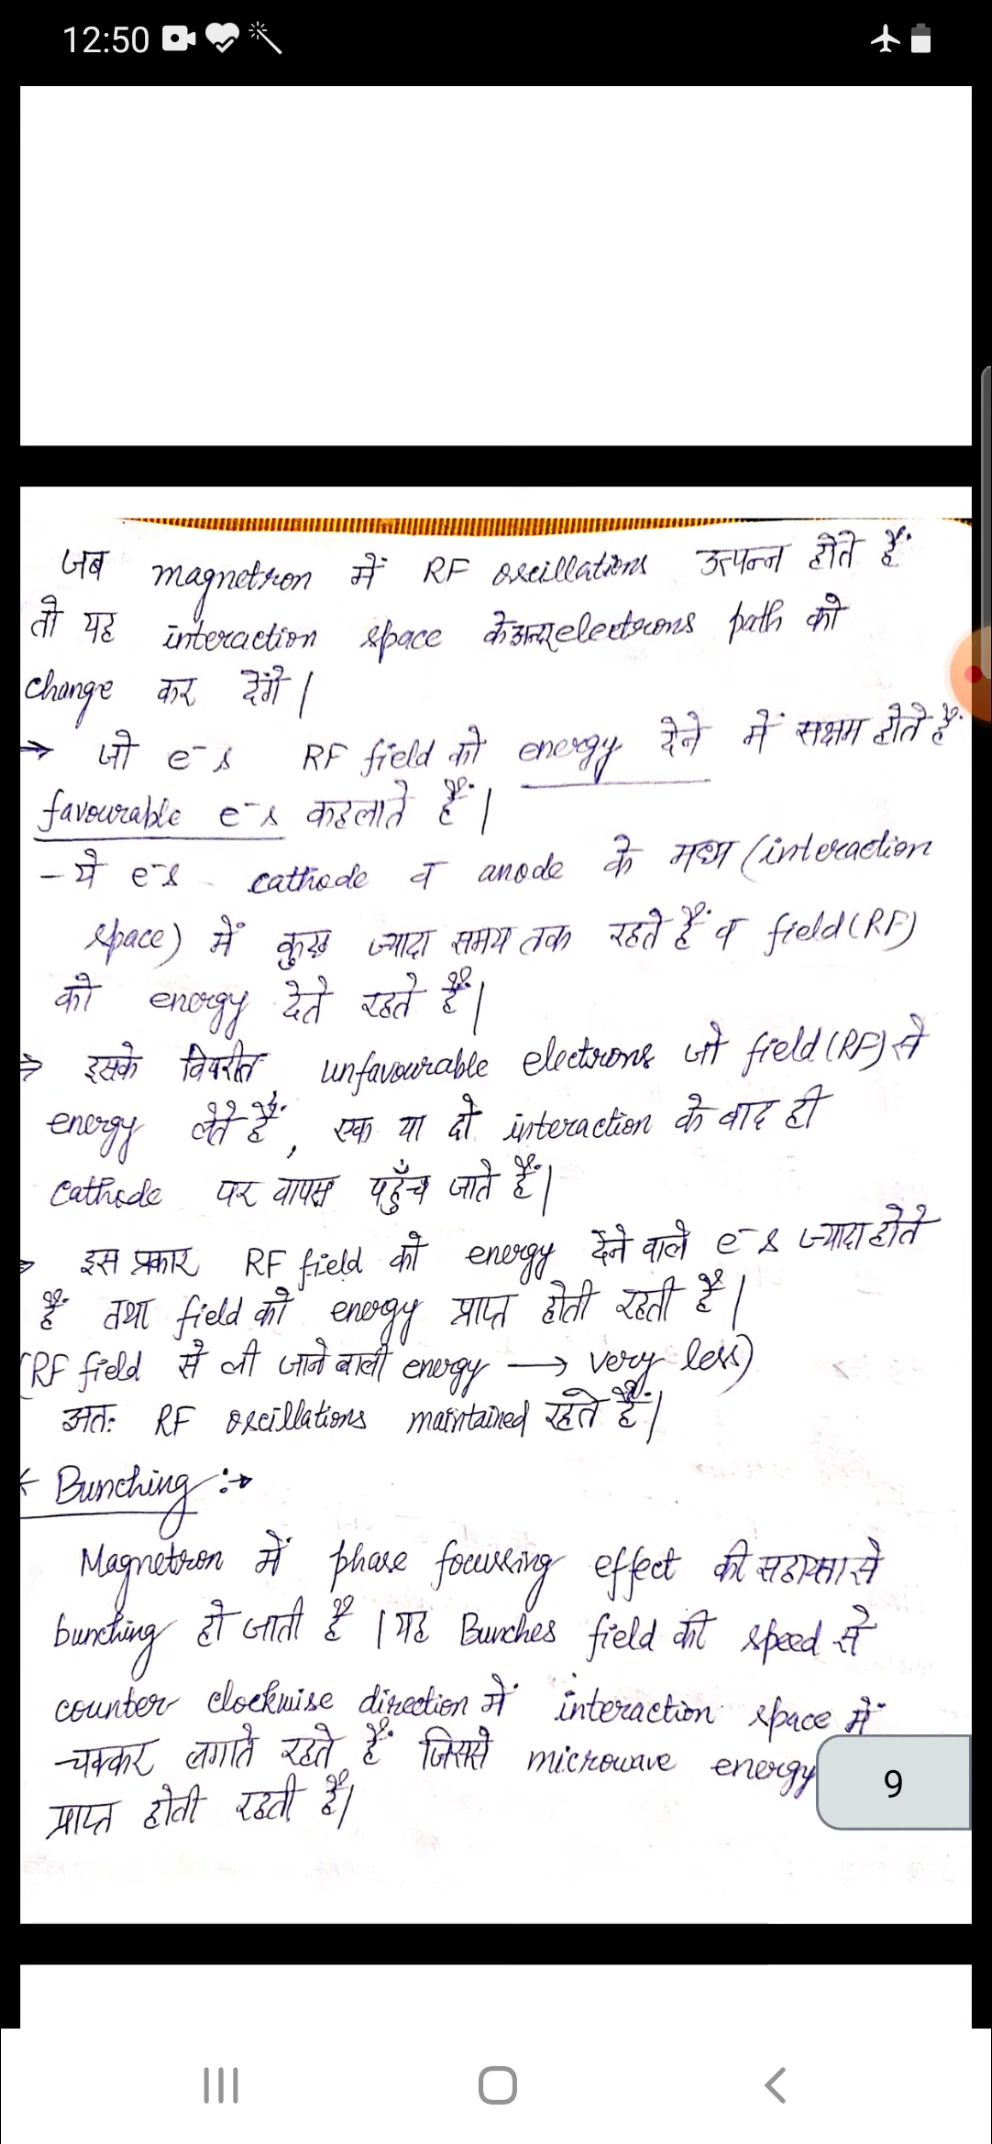 12:50
जब magnetron में RF oscillations उत्पन्न होते हैं
तो यह interaction space के अन्दर electrons path को
change कर देंगे |
→ जो e⁻s RF field को energy देने में सक्षम होते हैं
favourable e⁻s कहलाते हैं |
- ये e⁻s cathode व anode के मध्य (interaction
space) में कुछ ज्यादा समय तक रहते हैं व field (RF)
को energy देते रहते हैं |
⇒ इसके विपरीत unfavourable electrons जो field (RF) से
energy लेते हैं, एक या दो interaction के बाद ही
cathode पर वापस पहुँच जाते हैं |
⇒ इस प्रकार RF field को energy देने वाले e⁻s ज्यादा होते
हैं तथा field को energy प्राप्त होती रहती है |
(RF field से ली जाने वाली energy → very less)
अतः RF oscillations maintained रहते हैं |
Bunching :→
Magnetron में phase focussing effect की सहायता से
bunching हो जाती है | यह Bunches field की speed से
counter clockwise direction में interaction space में
चक्कर लगाते रहते हैं जिससे microwave energy
प्राप्त होती रहती है |
9